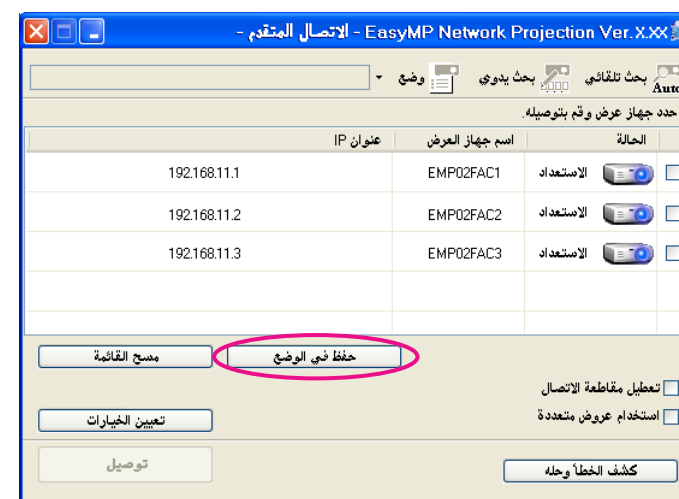 EasyMP Network Projection Ver.X.XX - الاتصال المتقدم -
Auto بحث تلقائي بحث يدوي وضع
حدد جهاز عرض وقم بتوصيله.
الحالة اسم جهاز العرض عنوان IP
الاستعداد EMP02FAC1 192.168.11.1
الاستعداد EMP02FAC2 192.168.11.2
الاستعداد EMP02FAC3 192.168.11.3
حفظ في الوضع مسح القائمة
تعطيل مقاطعة الاتصال
استخدام عروض متعددة تعيين الخيارات
كشف الخطأ وحله توصيل